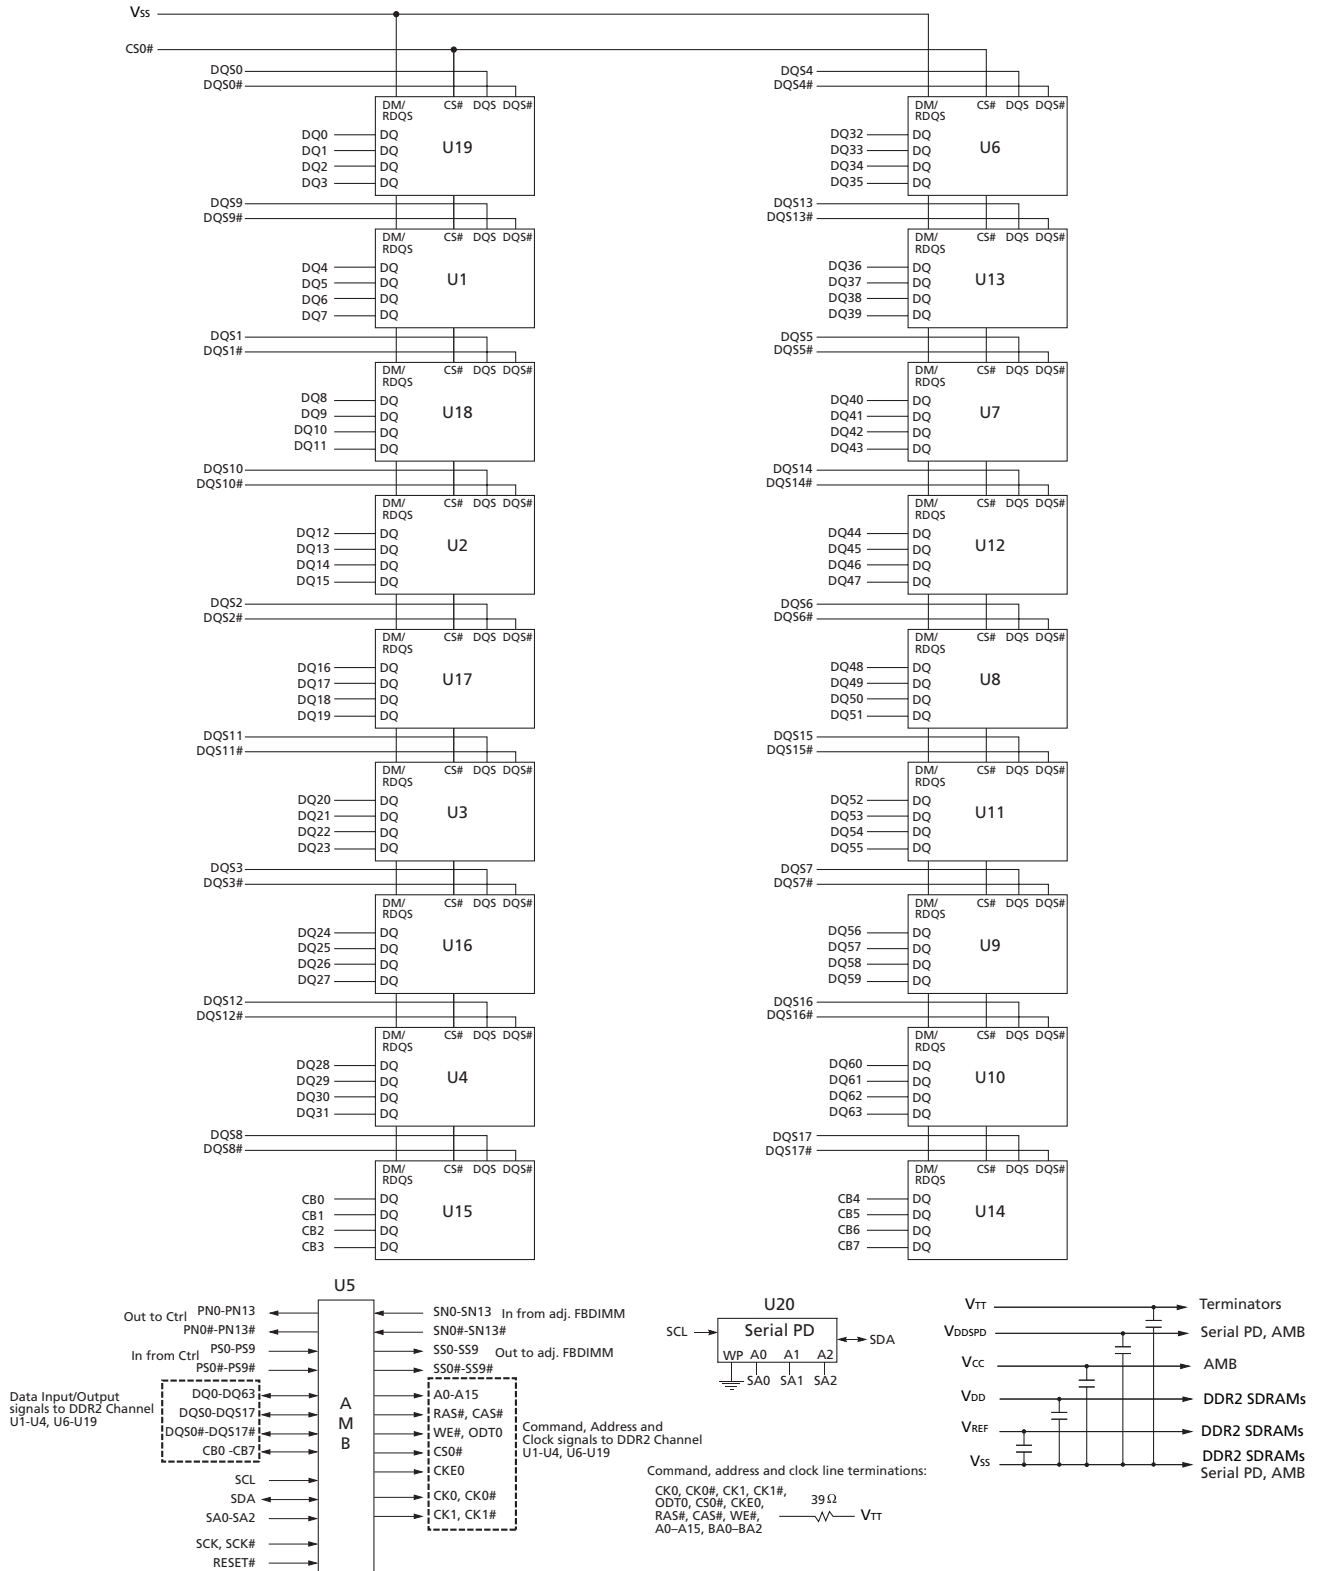 Vss
CS0#
DQS0
DQS0#
DM/ CS# DQS DQS#
RDQS
U19
DQ0 DQ
DQ1 DQ
DQ2 DQ
DQ3 DQ
DQS9
DQS9#
DM/ CS# DQS DQS#
RDQS
U1
DQ4 DQ
DQ5 DQ
DQ6 DQ
DQ7 DQ
DQS1
DQS1#
DM/ CS# DQS DQS#
RDQS
U18
DQ8 DQ
DQ9 DQ
DQ10 DQ
DQ11 DQ
DQS10
DQS10#
DM/ CS# DQS DQS#
RDQS
U2
DQ12 DQ
DQ13 DQ
DQ14 DQ
DQ15 DQ
DQS2
DQS2#
DM/ CS# DQS DQS#
RDQS
U17
DQ16 DQ
DQ17 DQ
DQ18 DQ
DQ19 DQ
DQS11
DQS11#
DM/ CS# DQS DQS#
RDQS
U3
DQ20 DQ
DQ21 DQ
DQ22 DQ
DQ23 DQ
DQS3
DQS3#
DM/ CS# DQS DQS#
RDQS
U16
DQ24 DQ
DQ25 DQ
DQ26 DQ
DQ27 DQ
DQS12
DQS12#
DM/ CS# DQS DQS#
RDQS
U4
DQ28 DQ
DQ29 DQ
DQ30 DQ
DQ31 DQ
DQS8
DQS8#
DM/ CS# DQS DQS#
RDQS
U15
CB0 DQ
CB1 DQ
CB2 DQ
CB3 DQ
DQS4
DQS4#
DM/ CS# DQS DQS#
RDQS
U6
DQ32 DQ
DQ33 DQ
DQ34 DQ
DQ35 DQ
DQS13
DQS13#
DM/ CS# DQS DQS#
RDQS
U13
DQ36 DQ
DQ37 DQ
DQ38 DQ
DQ39 DQ
DQS5
DQS5#
DM/ CS# DQS DQS#
RDQS
U7
DQ40 DQ
DQ41 DQ
DQ42 DQ
DQ43 DQ
DQS14
DQS14#
DM/ CS# DQS DQS#
RDQS
U12
DQ44 DQ
DQ45 DQ
DQ46 DQ
DQ47 DQ
DQS6
DQS6#
DM/ CS# DQS DQS#
RDQS
U8
DQ48 DQ
DQ49 DQ
DQ50 DQ
DQ51 DQ
DQS15
DQS15#
DM/ CS# DQS DQS#
RDQS
U11
DQ52 DQ
DQ53 DQ
DQ54 DQ
DQ55 DQ
DQS7
DQS7#
DM/ CS# DQS DQS#
RDQS
U9
DQ56 DQ
DQ57 DQ
DQ58 DQ
DQ59 DQ
DQS16
DQS16#
DM/ CS# DQS DQS#
RDQS
U10
DQ60 DQ
DQ61 DQ
DQ62 DQ
DQ63 DQ
DQS17
DQS17#
DM/ CS# DQS DQS#
RDQS
U14
CB4 DQ
CB5 DQ
CB6 DQ
CB7 DQ
U5
A
M
B
Out to Ctrl PN0-PN13
PN0#-PN13#
In from Ctrl PS0-PS9
PS0#-PS9#
Data Input/Output
signals to DDR2 Channel
U1-U4, U6-U19
DQ0-DQ63
DQS0-DQS17
DQS0#-DQS17#
CB0 -CB7
SCL
SDA
SA0-SA2
SCK, SCK#
RESET#
SN0-SN13 In from adj. FBDIMM
SN0#-SN13#
SS0-SS9 Out to adj. FBDIMM
SS0#-SS9#
A0-A15
RAS#, CAS#
WE#, ODT0
CS0#
CKE0
CK0, CK0#
CK1, CK1#
Command, Address and
Clock signals to DDR2 Channel
U1-U4, U6-U19
U20
SCL Serial PD SDA
WP A0 A1 A2
SA0 SA1 SA2
Command, address and clock line terminations:
CK0, CK0#, CK1, CK1#,
ODT0, CS0#, CKE0,
RAS#, CAS#, WE#,
A0–A15, BA0–BA2
39Ω
VTT
VTT Terminators
VDDSPD Serial PD, AMB
VCC AMB
VDD DDR2 SDRAMs
VREF DDR2 SDRAMs
Vss DDR2 SDRAMs
Serial PD, AMB